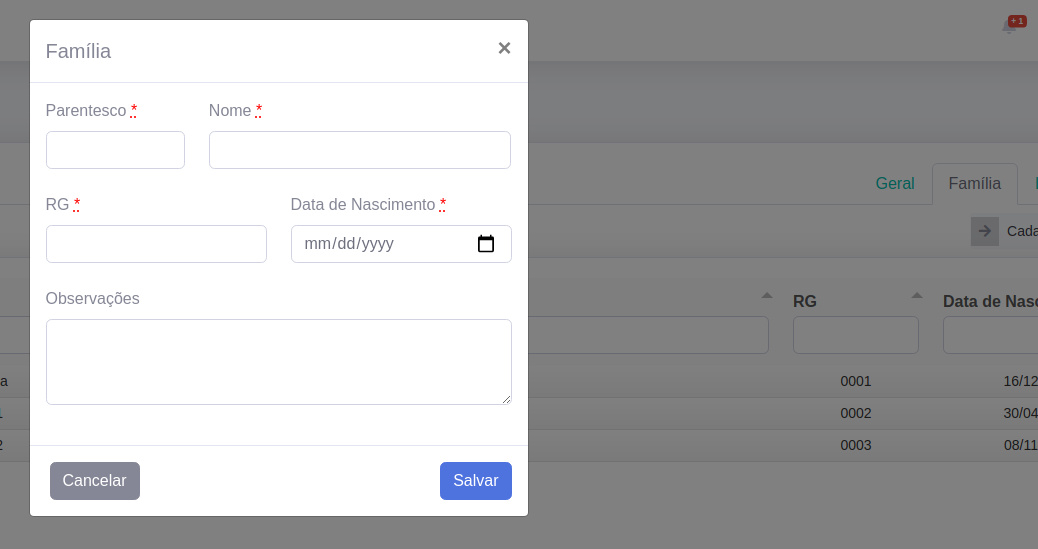 Família ×
+ 1
Parentesco * Nome *
Geral Família
RG * Data de Nascimento *
mm/dd/yyyy
Cada
Observações
RG Data de Nasc
a 0001 16/12
1 0002 30/04
2 0003 08/11
Cancelar Salvar